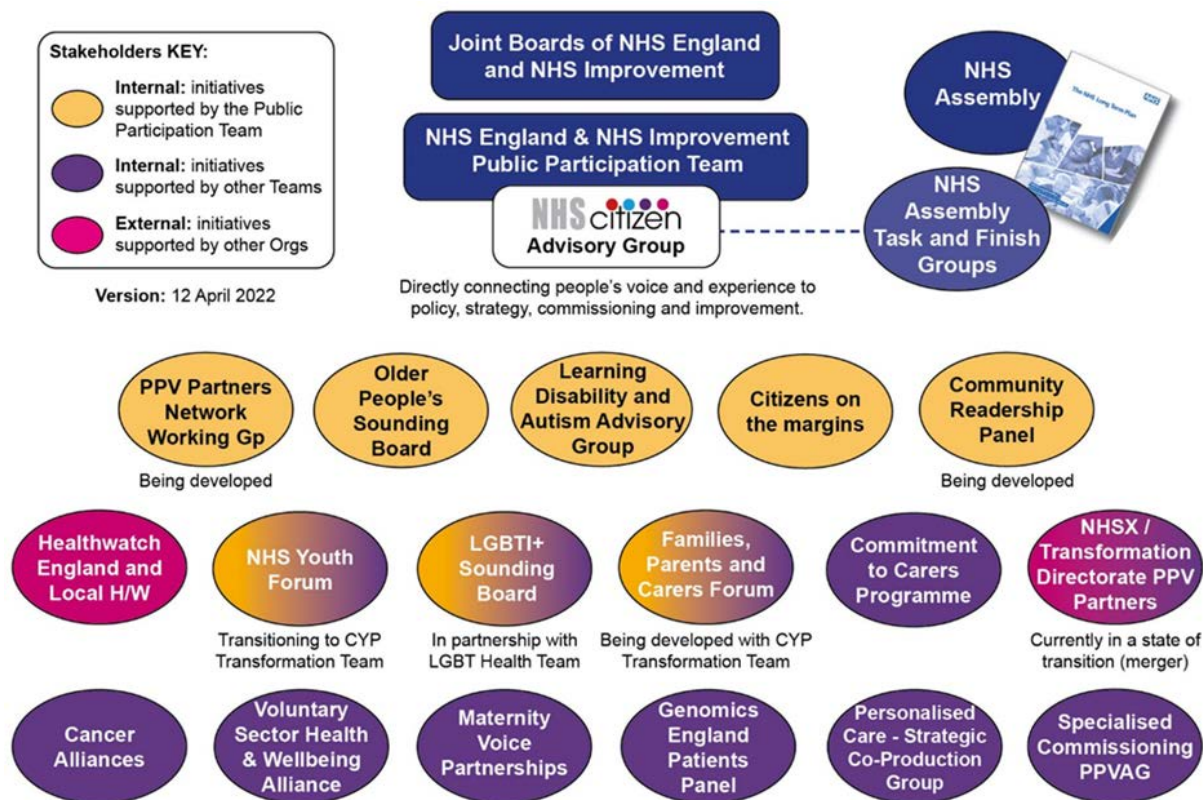 Stakeholders KEY:
Internal: initiatives
supported by the Public
Participation Team
Internal: initiatives
supported by other Teams
External: initiatives
supported by other Orgs
Version: 12 April 2022
Joint Boards of NHS England
and NHS Improvement
NHS England & NHS Improvement
Public Participation Team
NHS citizen
Advisory Group
Directly connecting people's voice and experience to
policy, strategy, commissioning and improvement.
NHS
Assembly
The NHS Long Term Plan
NHS
NHS
Assembly
Task and Finish
Groups
PPV Partners
Network
Working Gp
Being developed
Older
People's
Sounding
Board
Learning
Disability and
Autism Advisory
Group
Citizens on
the margins
Community
Readership
Panel
Being developed
Healthwatch
England and
Local H/W
NHS Youth
Forum
Transitioning to CYP
Transformation Team
LGBTI+
Sounding
Board
In partnership with
LGBT Health Team
Families,
Parents and
Carers Forum
Being developed with CYP
Transformation Team
Commitment
to Carers
Programme
NHSX /
Transformation
Directorate PPV
Partners
Currently in a state of
transition (merger)
Cancer
Alliances
Voluntary
Sector Health
& Wellbeing
Alliance
Maternity
Voice
Partnerships
Genomics
England
Patients
Panel
Personalised
Care - Strategic
Co-Production
Group
Specialised
Commissioning
PPVAG